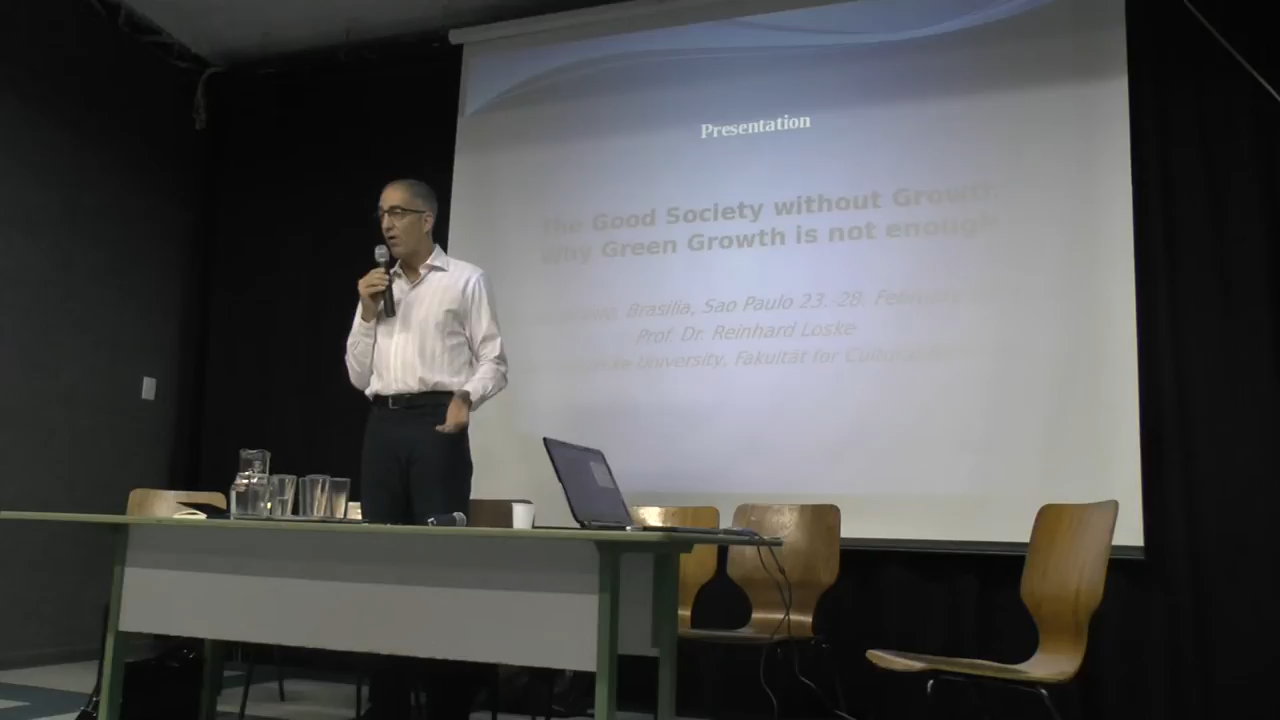 Presentation
The Good Society without Growth
Why Green Growth is not enough
Brasilia, Sao Paulo 23.-28. February
Prof. Dr. Reinhard Loske
University, Fakultät for